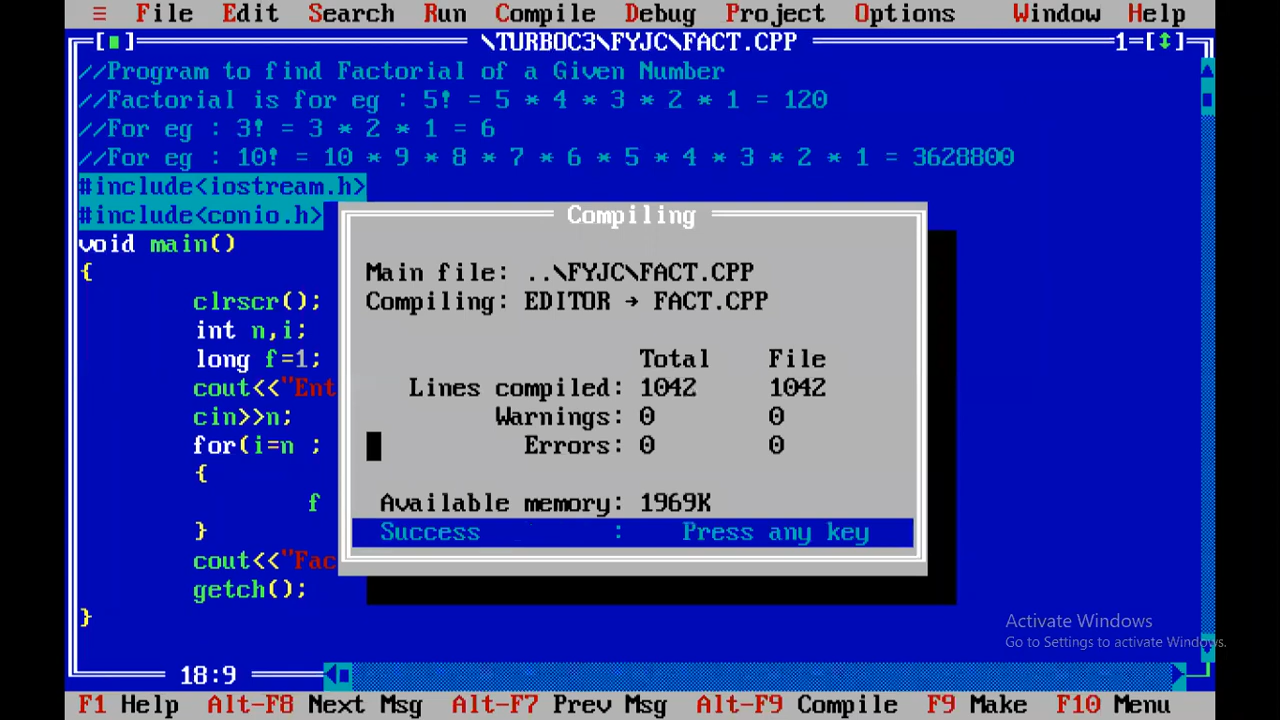 ≡ File Edit Search Run Compile Debug Project Options Window Help
[■] \TURBOC3\FYJC\FACT.CPP 1=[↕]
//Program to find Factorial of a Given Number
//Factorial is for eg : 5! = 5 * 4 * 3 * 2 * 1 = 120
//For eg : 3! = 3 * 2 * 1 = 6
//For eg : 10! = 10 * 9 * 8 * 7 * 6 * 5 * 4 * 3 * 2 * 1 = 3628800
#include<iostream.h>
#include<conio.h>
void main()
{
clrscr();
int n,i;
long f=1;
cout<<"Ent
cin>>n;
for(i=n ;
{
f
}
cout<<"Fac
getch();
}
Compiling
Main file: ..\FYJC\FACT.CPP
Compiling: EDITOR → FACT.CPP
Total File
Lines compiled: 1042 1042
Warnings: 0 0
Errors: 0 0
Available memory: 1969K
Success : Press any key
Activate Windows
Go to Settings to activate Windows.
18:9
F1 Help Alt-F8 Next Msg Alt-F7 Prev Msg Alt-F9 Compile F9 Make F10 Menu